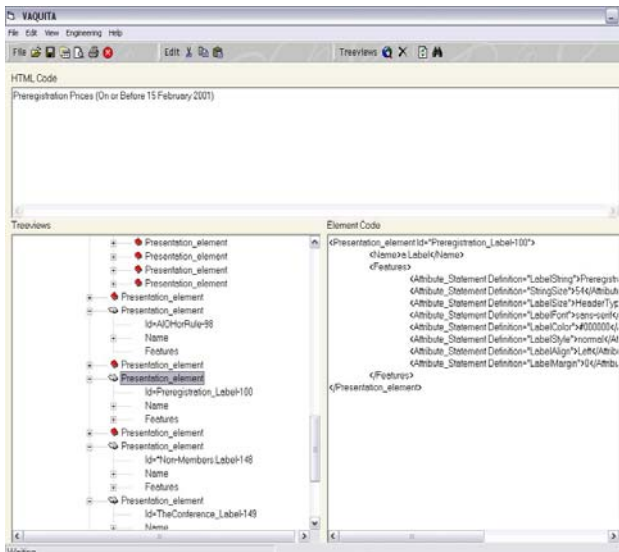 VAQUITA
File Edit View Engineering Help
File Edit Treeviews
HTML Code
Preregistration Prices (On or Before 15 February 2001)
Treeviews
Presentation_element
Presentation_element
Presentation_element
Presentation_element
Presentation_element
Presentation_element
Id=AIOHorRule-98
Name
Features
Presentation_element
Presentation_element
Id=Preregistration_Label-100
Name
Features
Presentation_element
Presentation_element
Id=*Non-Members:Label-148
Name
Features
Presentation_element
Id=TheConference_Label-149
Name
Element Code
<Presentation_element Id="Preregistration_Label-100">
<Name>a Label</Name>
<Features>
<Attribute_Statement Definition="LabelString">Preregistr
<Attribute_Statement Definition="StringSize">54</Attribut
<Attribute_Statement Definition="LabelSize">HeaderTyp
<Attribute_Statement Definition="LabelFont">sans-serif</
<Attribute_Statement Definition="LabelColor">#000000</
<Attribute_Statement Definition="LabelStyle">normal</At
<Attribute_Statement Definition="LabelAlign">Left</Attrib
<Attribute_Statement Definition="LabelMargin">0</Attribu
</Features>
</Presentation_element>
Waiting